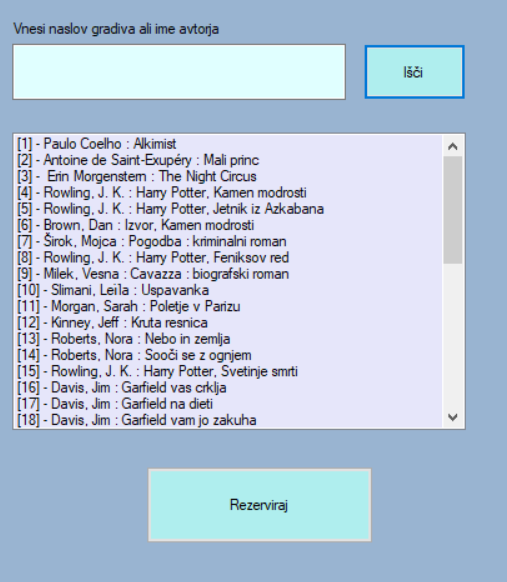 Vnesi naslov gradiva ali ime avtorja
Išči
[1] - Paulo Coelho : Alkimist
[2] - Antoine de Saint-Exupéry : Mali princ
[3] -  Erin Morgenstern : The Night Circus
[4] - Rowling, J. K. : Harry Potter, Kamen modrosti
[5] - Rowling, J. K. : Harry Potter, Jetnik iz Azkabana
[6] - Brown, Dan : Izvor, Kamen modrosti
[7] - Širok, Mojca : Pogodba : kriminalni roman
[8] - Rowling, J. K. : Harry Potter, Feniksov red
[9] - Milek, Vesna : Cavazza : biografski roman
[10] - Slimani, Leïla : Uspavanka
[11] - Morgan, Sarah : Poletje v Parizu
[12] - Kinney, Jeff : Kruta resnica
[13] - Roberts, Nora : Nebo in zemlja
[14] - Roberts, Nora : Sooči se z ognjem
[15] - Rowling, J. K. : Harry Potter, Svetinje smrti
[16] - Davis, Jim : Garfield vas crklja
[17] - Davis, Jim : Garfield na dieti
[18] - Davis, Jim : Garfield vam jo zakuha
Rezerviraj